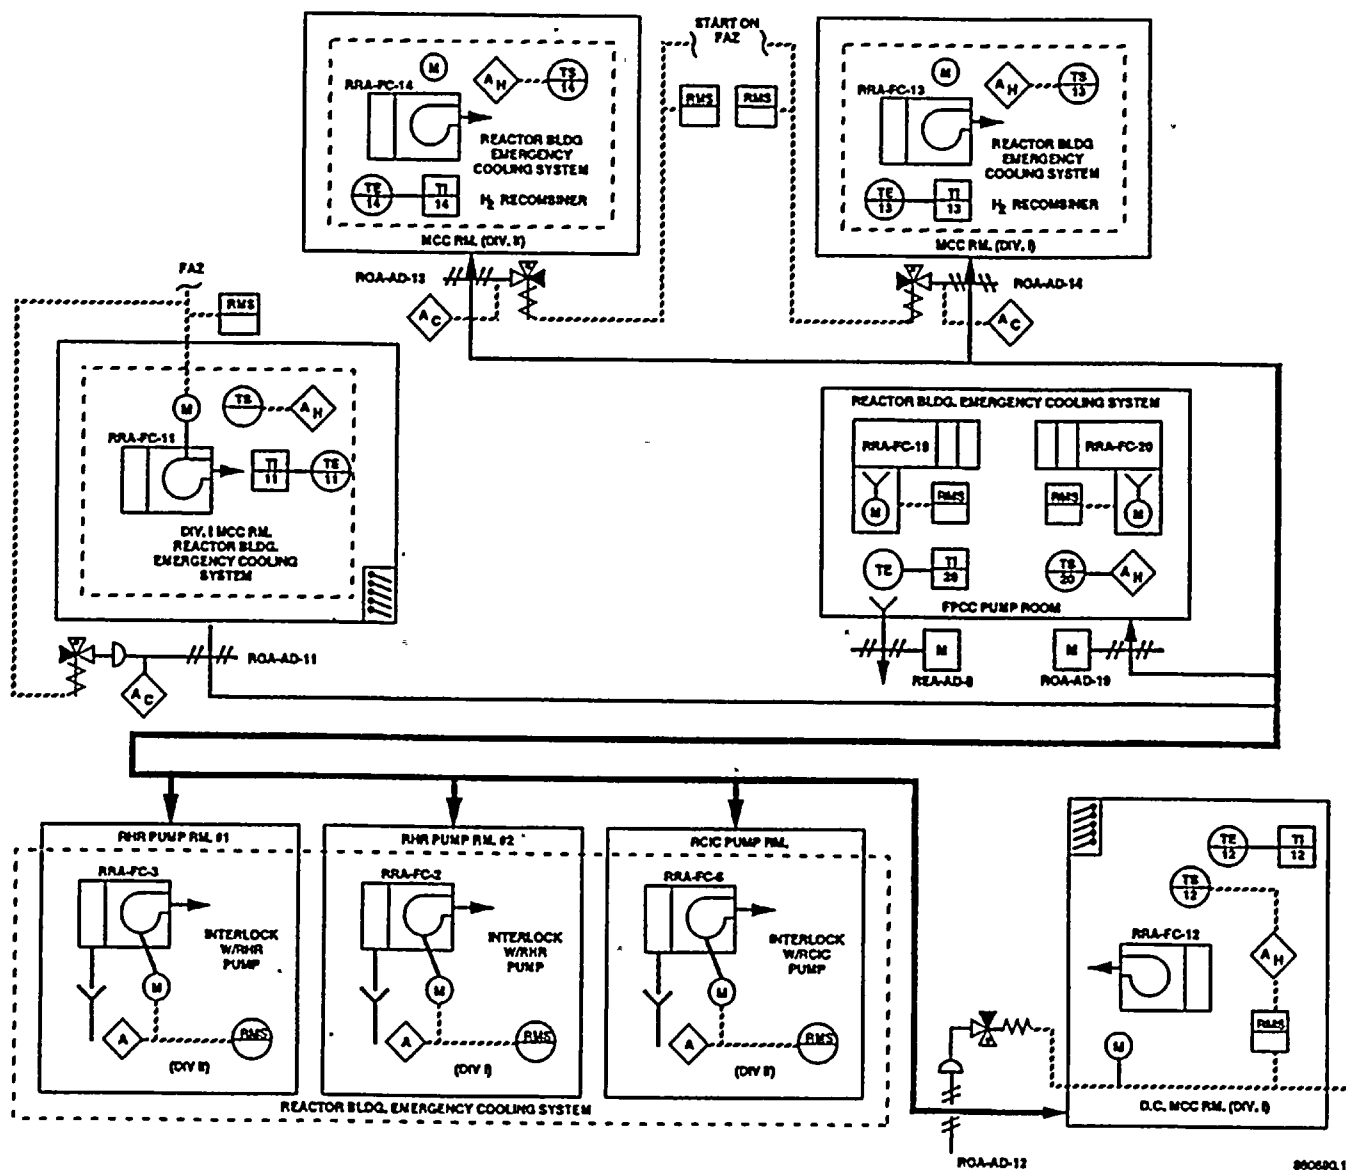 START ON
FAZ
RMS
RMS
M
A H
TS
14
RRA-FC-14
REACTOR BLDG
EMERGENCY
COOLING SYSTEM
TE
14
TI
14
H2 RECOMBINER
MCC RM. (DIV. II)
M
A H
TS
13
RRA-FC-13
REACTOR BLDG
EMERGENCY
COOLING SYSTEM
TE
13
TI
13
H2 RECOMBINER
MCC RM. (DIV. I)
ROA-AD-13
A C
ROA-AD-14
A C
FAZ
RMS
M
TS
A H
RRA-FC-11
TI
11
TS
11
DIV. I MCC RM.
REACTOR BLDG.
EMERGENCY COOLING
SYSTEM
ROA-AD-11
A C
REACTOR BLDG. EMERGENCY COOLING SYSTEM
RRA-FC-19
RRA-FC-20
M
RMS
RMS
M
TE
TI
20
TS
20
A H
FPCC PUMP ROOM
M
REA-AD-8
M
ROA-AD-19
RHR PUMP RM. #1
RRA-FC-3
INTERLOCK
W/RHR
PUMP
M
A
RMS
(DIV II)
RHR PUMP RM. #2
RRA-FC-2
INTERLOCK
W/RHR
PUMP
M
A
RMS
(DIV I)
RCIC PUMP RM.
RRA-FC-6
INTERLOCK
W/RCIC
PUMP
M
A
RMS
(DIV II)
REACTOR BLDG. EMERGENCY COOLING SYSTEM
TE
12
TI
12
TS
12
RRA-FC-12
A H
RMS
M
D.C. MCC RM. (DIV. I)
ROA-AD-12